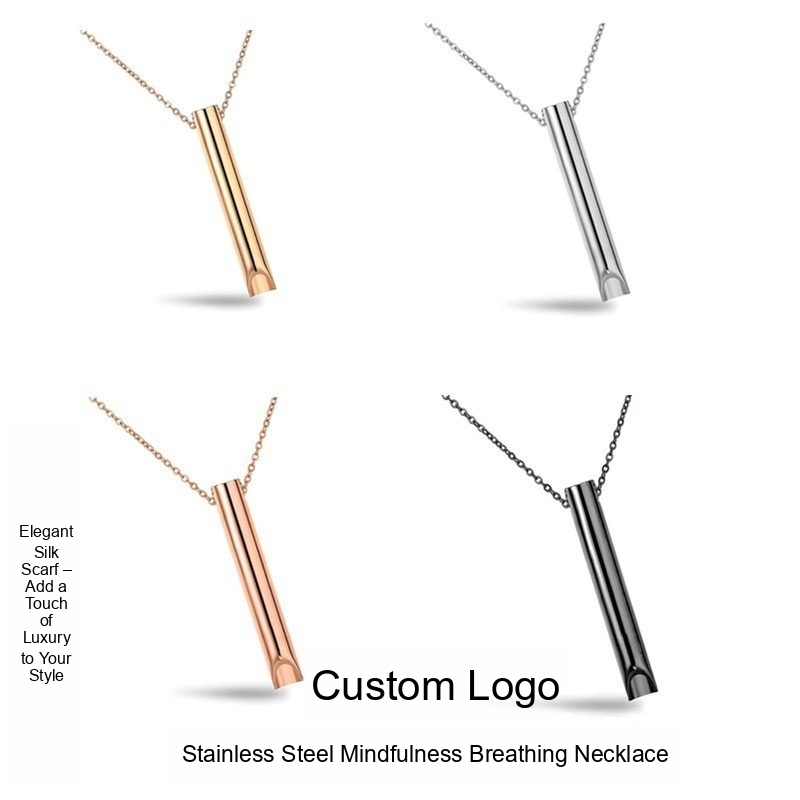 Elegant
Silk
Scarf –
Add a
Touch
of
Luxury
to Your
Style
Custom Logo
Stainless Steel Mindfulness Breathing Necklace